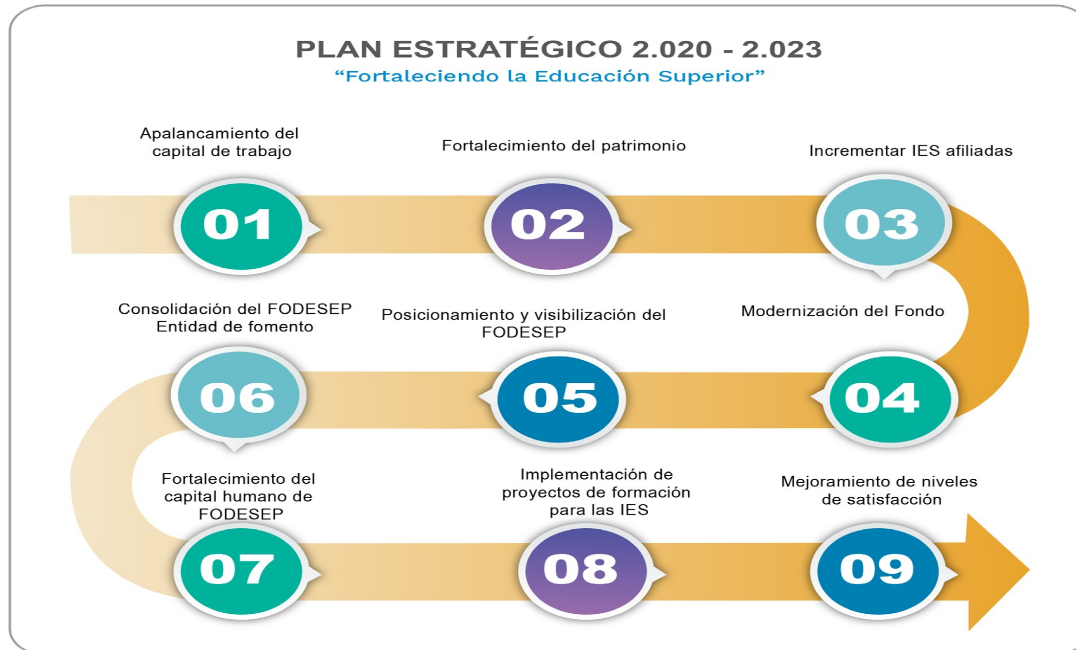 PLAN ESTRATÉGICO 2.020 - 2.023
“Fortaleciendo la Educación Superior”
Apalancamiento del
capital de trabajo
01
Fortalecimiento del patrimonio
02
Incrementar IES afiliadas
03
Modernización del Fondo
04
Posicionamiento y visibilización del
FODESEP
05
Consolidación del FODESEP
Entidad de fomento
06
Fortalecimiento del
capital humano de
FODESEP
07
Implementación de
proyectos de formación
para las IES
08
Mejoramiento de niveles
de satisfacción
09